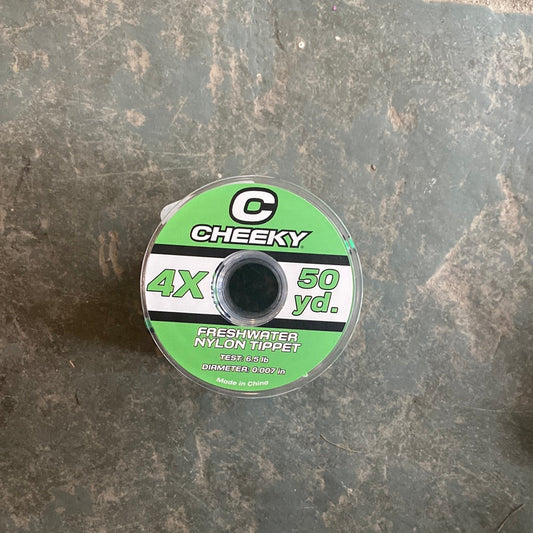 C
CHEEKY
4X
50
yd.
FRESHWATER
NYLON TIPPET
TEST: 6.5 lb
DIAMETER: 0.007 in
Made in China